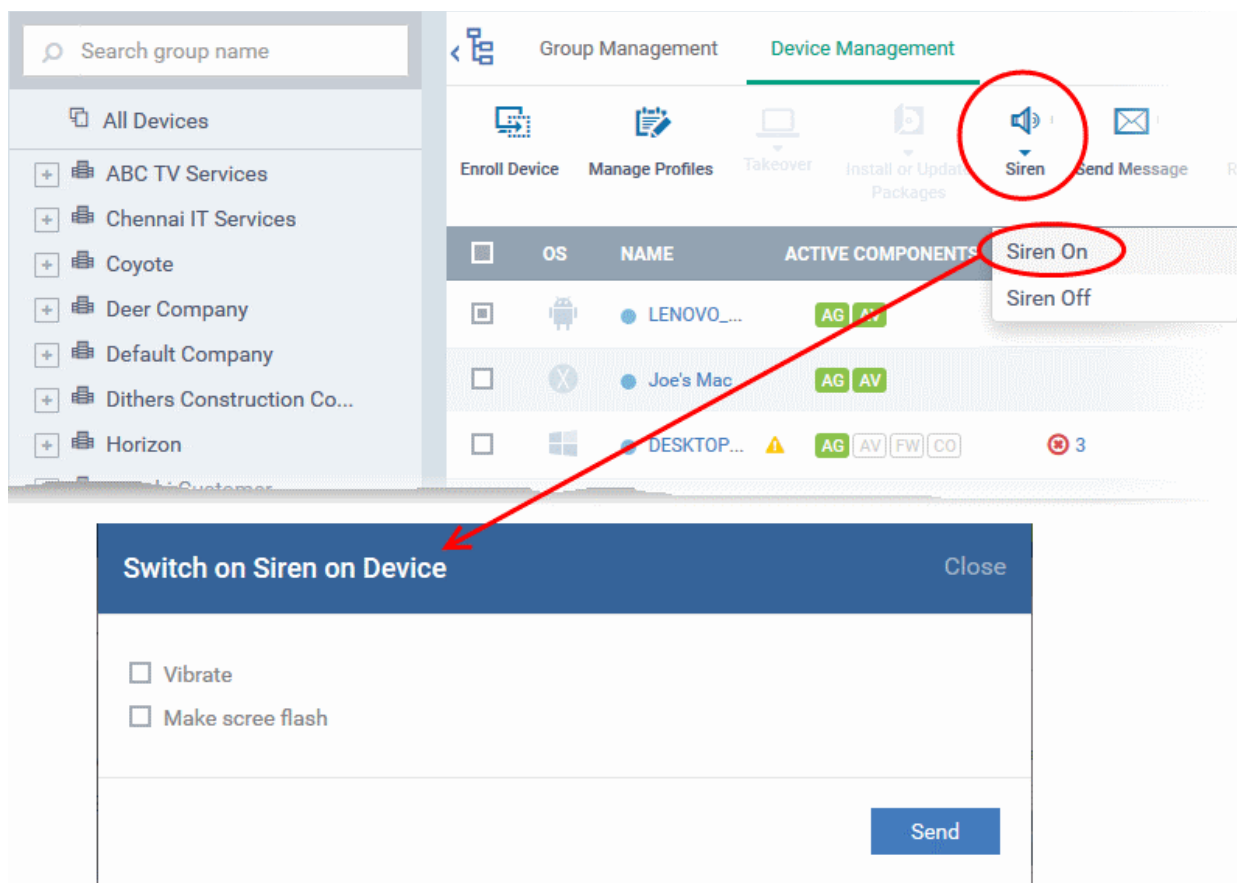 Search group name
Group Management Device Management
All Devices
Enroll Device Manage Profiles Takeover Install or Update Siren Send Message
Packages
ABC TV Services
Chennai IT Services
Coyote
Deer Company
Default Company
Dithers Construction Co...
Horizon
OS NAME ACTIVE COMPONENTS
Siren On
Siren Off
LENOVO_... AG AV
Joe's Mac AG AV
DESKTOP... AG AV FW CO 3
Switch on Siren on Device Close
Vibrate
Make scree flash
Send